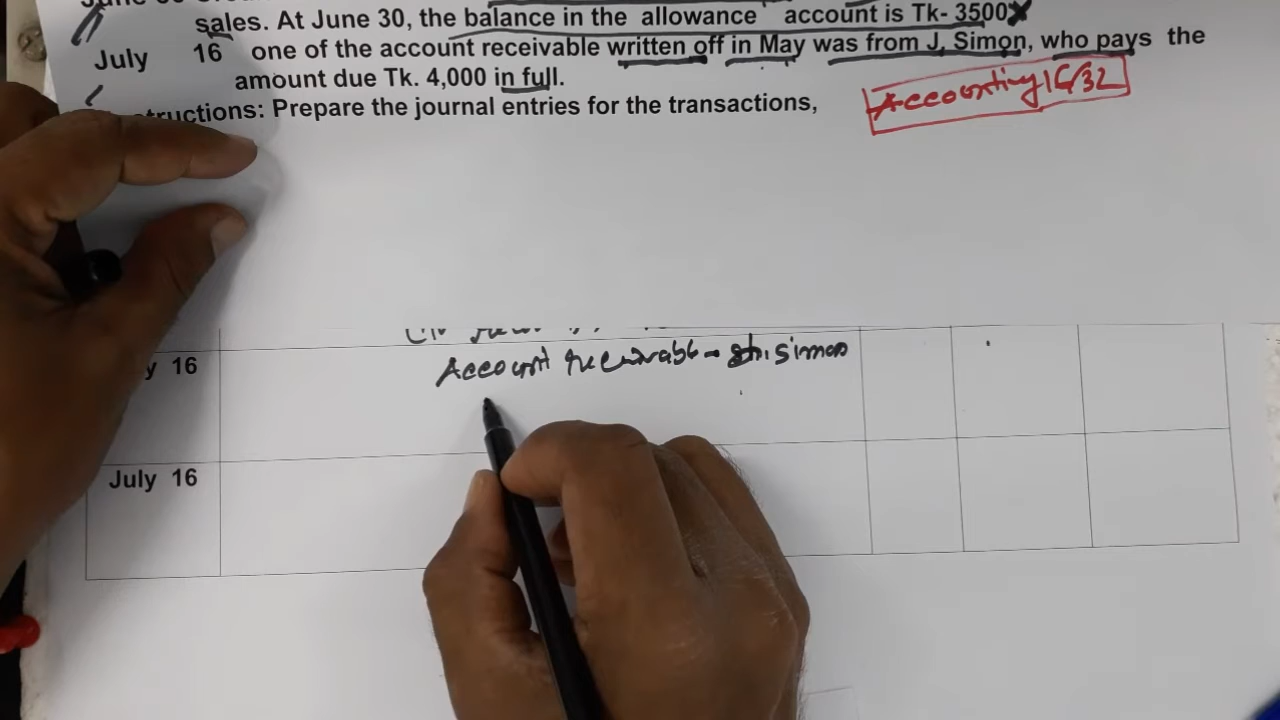 sales. At June 30, the balance in the allowance account is Tk- 3500
July 16 one of the account receivable written off in May was from J, Simon, who pays the
amount due Tk. 4,000 in full.
Accounting 16/32
tructions: Prepare the journal entries for the transactions,
y 16 Account receivable - simon
July 16